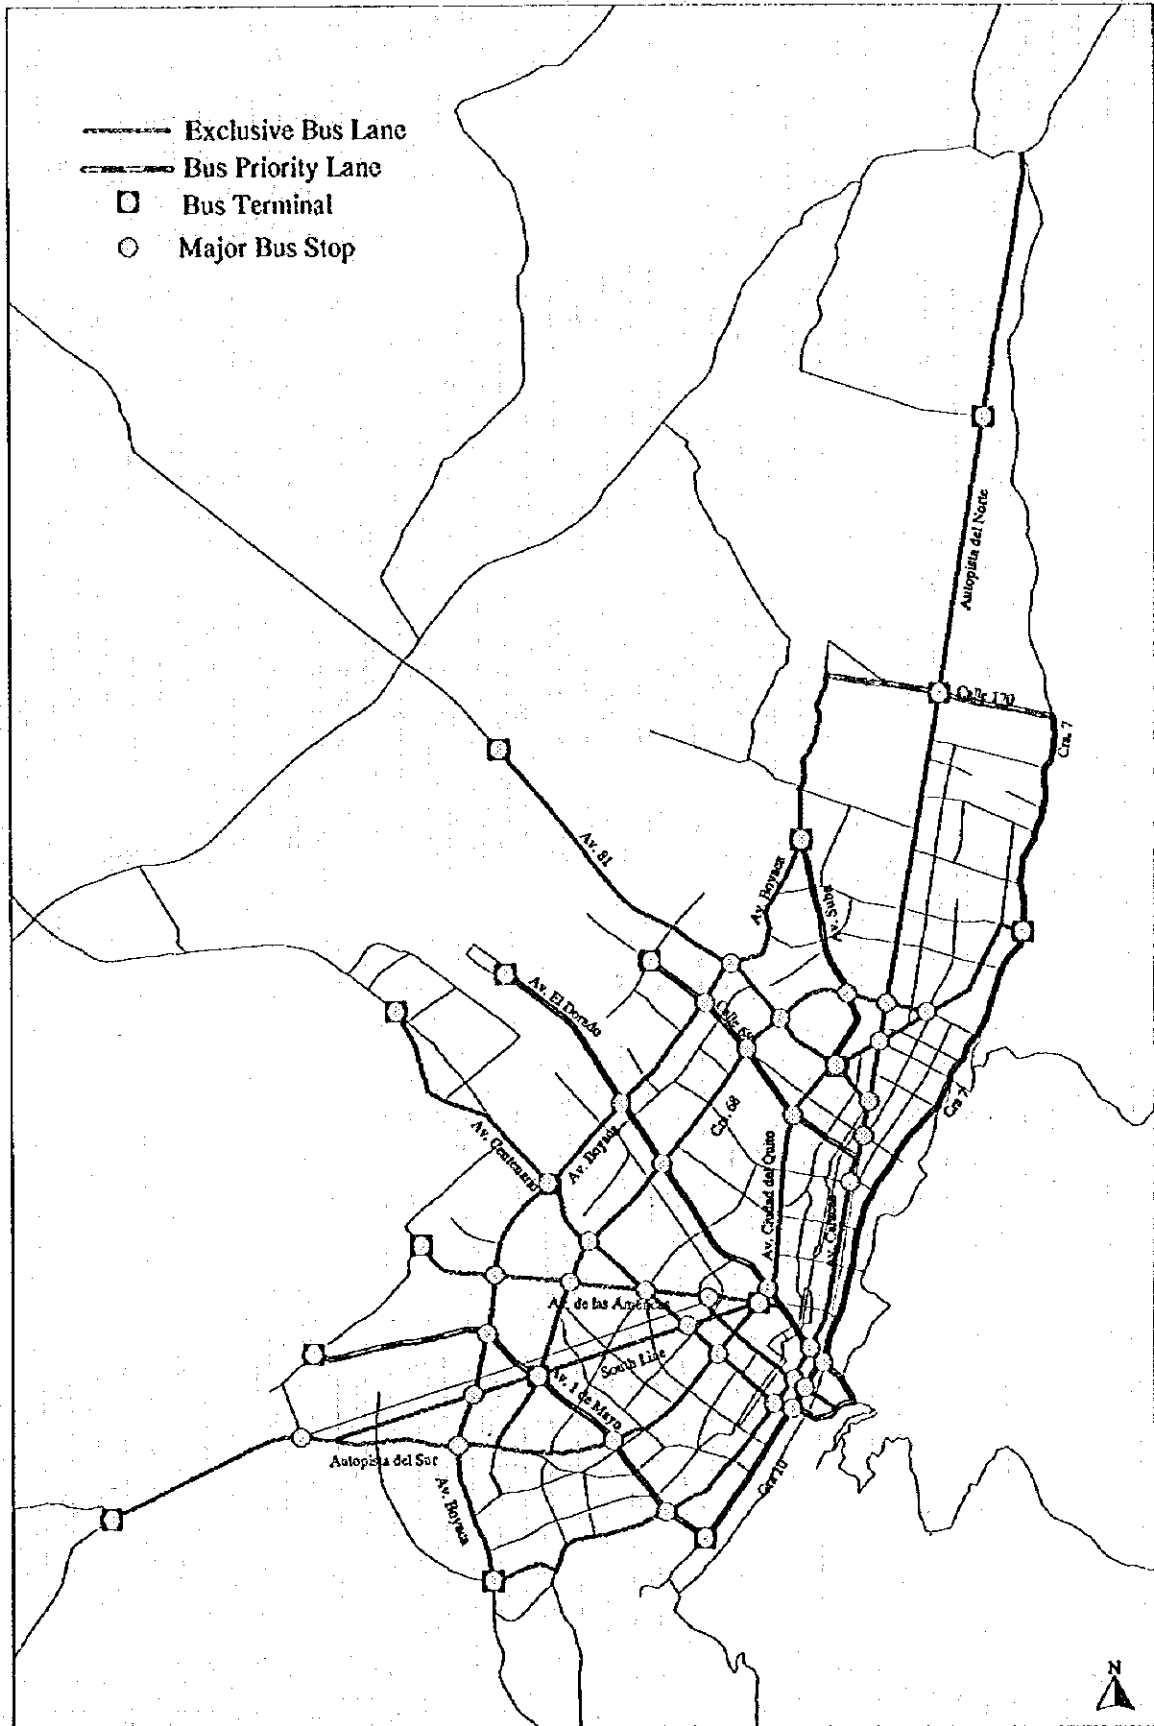 Exclusive Bus Lane
Bus Priority Lane
Bus Terminal
Major Bus Stop
Autopista del Norte
Calle 170
Cra. 7
Av. 81
Av. Boyaca
Av. Suba
Av. El Dorado
Calle
Cra. 68
Cra 7
Av. Centenario
Av. Boyaca
Av. Ciudad del Quito
Av. Caracas
Av. de las Americas
South Line
Av. 1 de Mayo
Autopista del Sur
Cra 10
Av. Boyaca
N